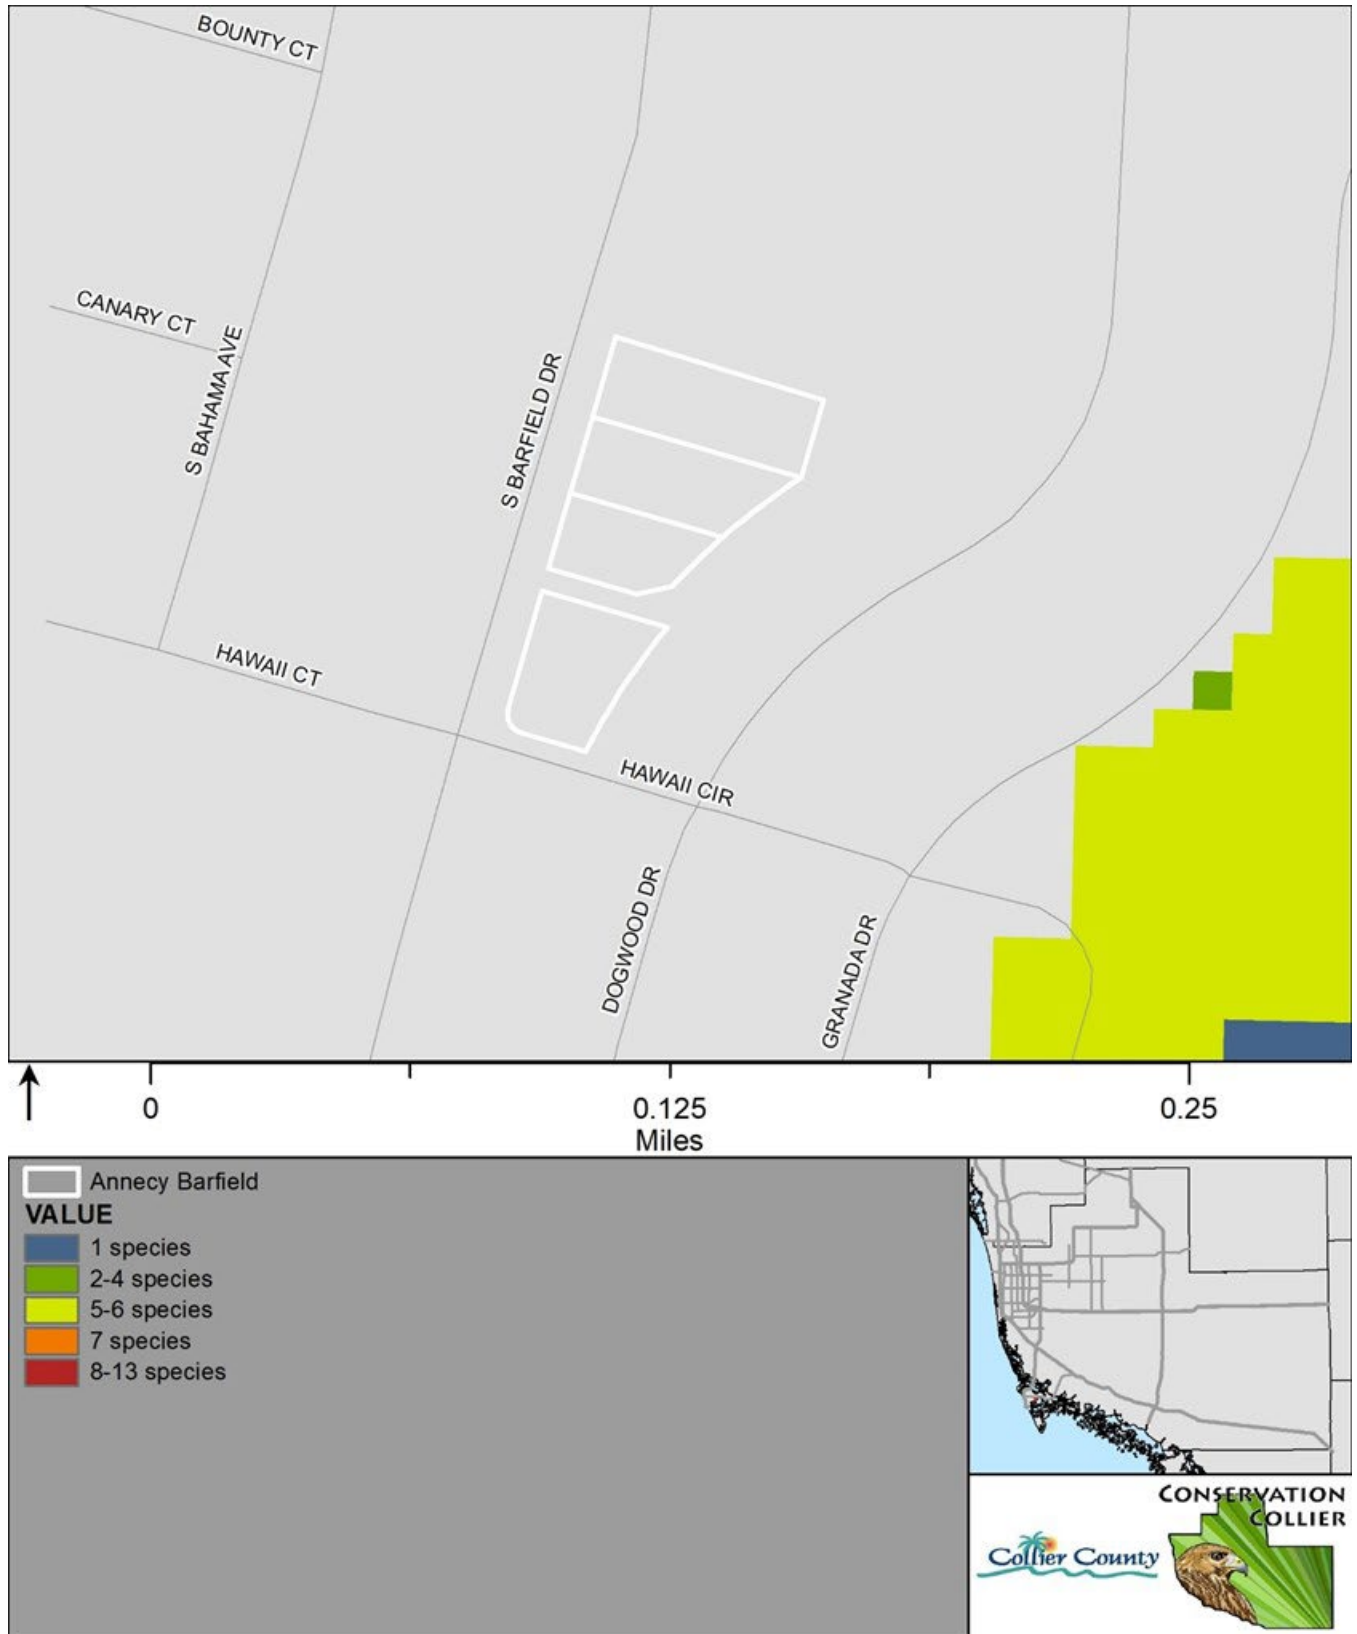 BOUNTY CT
CANARY CT
S BAHAMA AVE
S BARFIELD DR
HAWAII CT
HAWAII CIR
DOGWOOD DR
GRANADA DR
0
0.125
0.25
Miles
Annecy Barfield
VALUE
1 species
2-4 species
5-6 species
7 species
8-13 species
CONSERVATION
COLLIER
Collier County